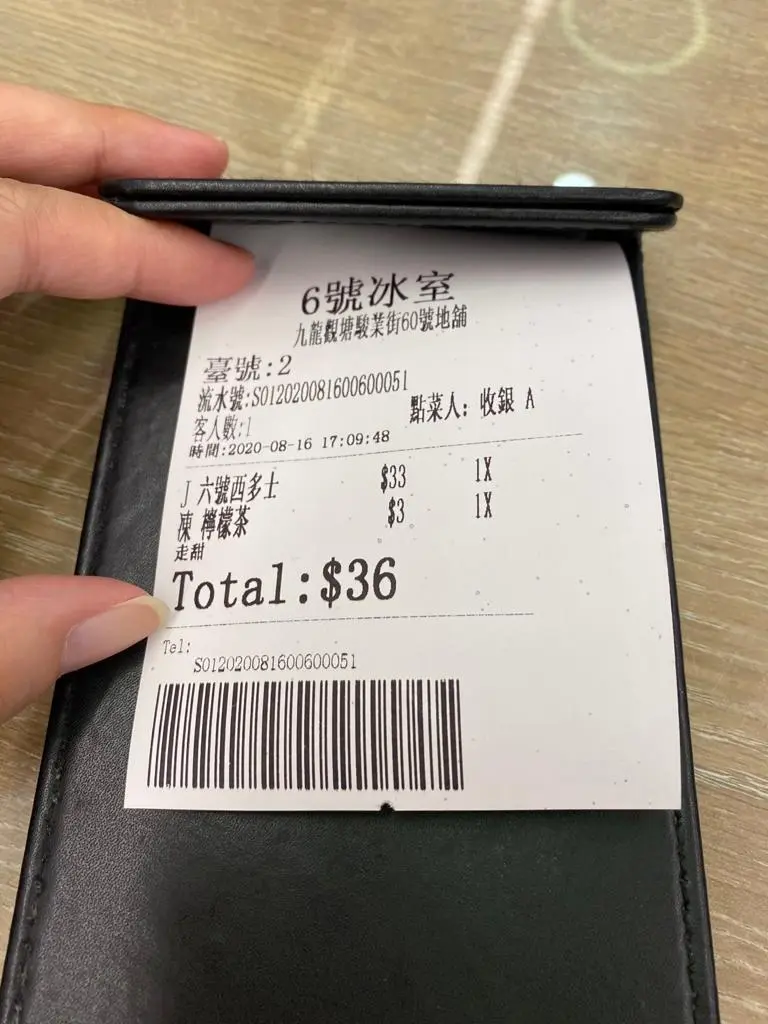 6號冰室
九龍觀塘駿業街60號地舖
臺號:2
流水號:S012020081600600051
客人數:1 點菜人: 收銀 A
時間:2020-08-16 17:09:48
J 六號西多士 $33 1X
凍 檸檬茶 $3 1X
走甜
Total:$36
Tel:
S012020081600600051